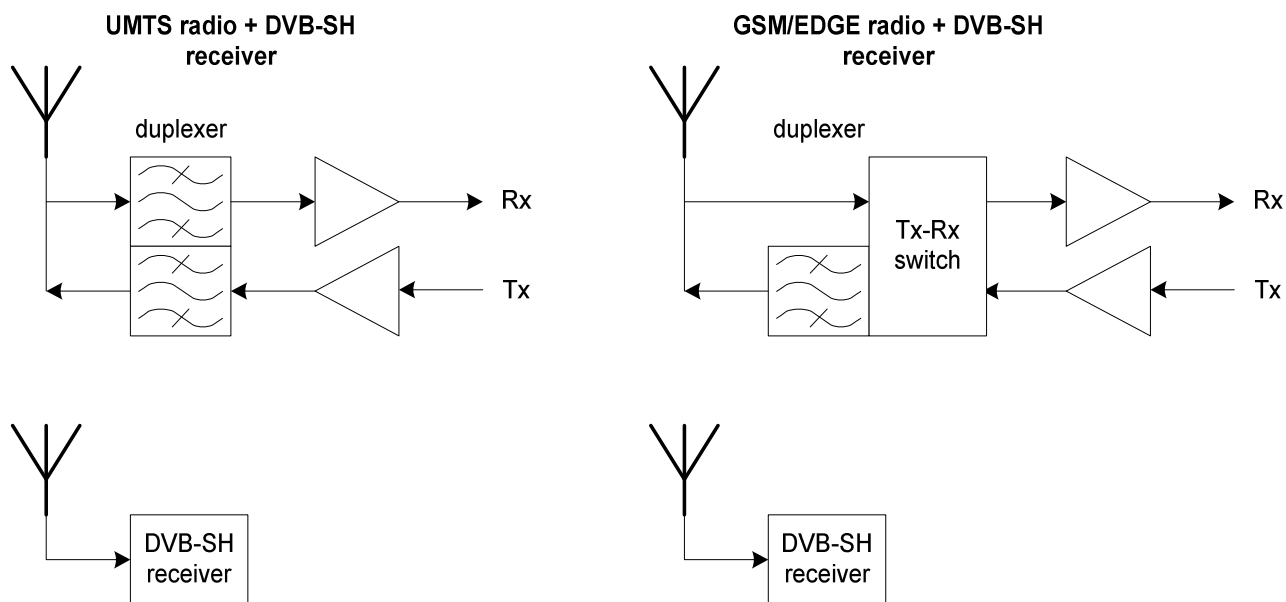 UMTS radio + DVB-SH
receiver
duplexer
Rx
Tx
DVB-SH
receiver
GSM/EDGE radio + DVB-SH
receiver
duplexer
Tx-Rx
switch
Rx
Tx
DVB-SH
receiver